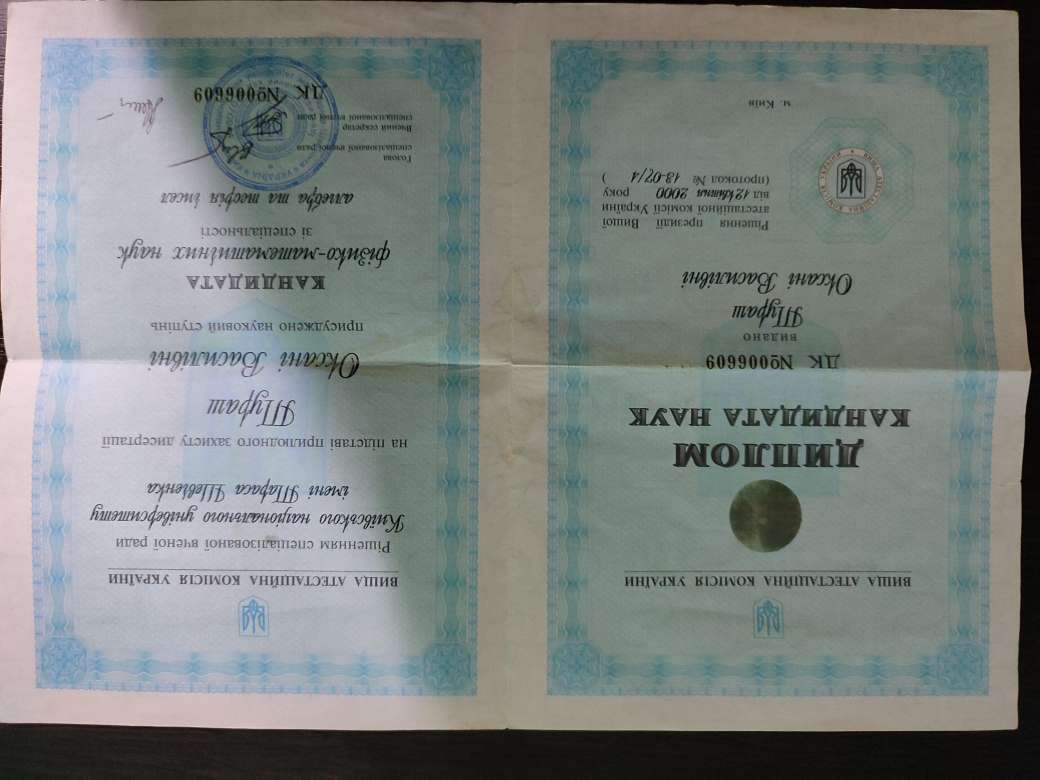 ВИЩА АТЕСТАЦІЙНА КОМІСІЯ УКРАЇНИ
ДИПЛОМ
КАНДИДАТА НАУК
ДК №006609
видано
Тураш
Оксані Василівні
Рішення президії Вищої
атестаційної комісії України
від 12 квітня 2000 року
(протокол № 13-07/4 )
м. Київ
ВИЩА АТЕСТАЦІЙНА КОМІСІЯ УКРАЇНИ
Рішенням спеціалізованої вченої ради
Київського національного університету
імені Тараса Шевченка
на підставі прилюдного захисту дисертації
Тураш
Оксані Василівні
присуджено науковий ступінь
КАНДИДАТА
фізико-математичних наук
зі спеціальності
алгебра та теорія чисел
Голова
спеціалізованої вченої ради
Вчений секретар
спеціалізованої вченої ради
ДК №006609